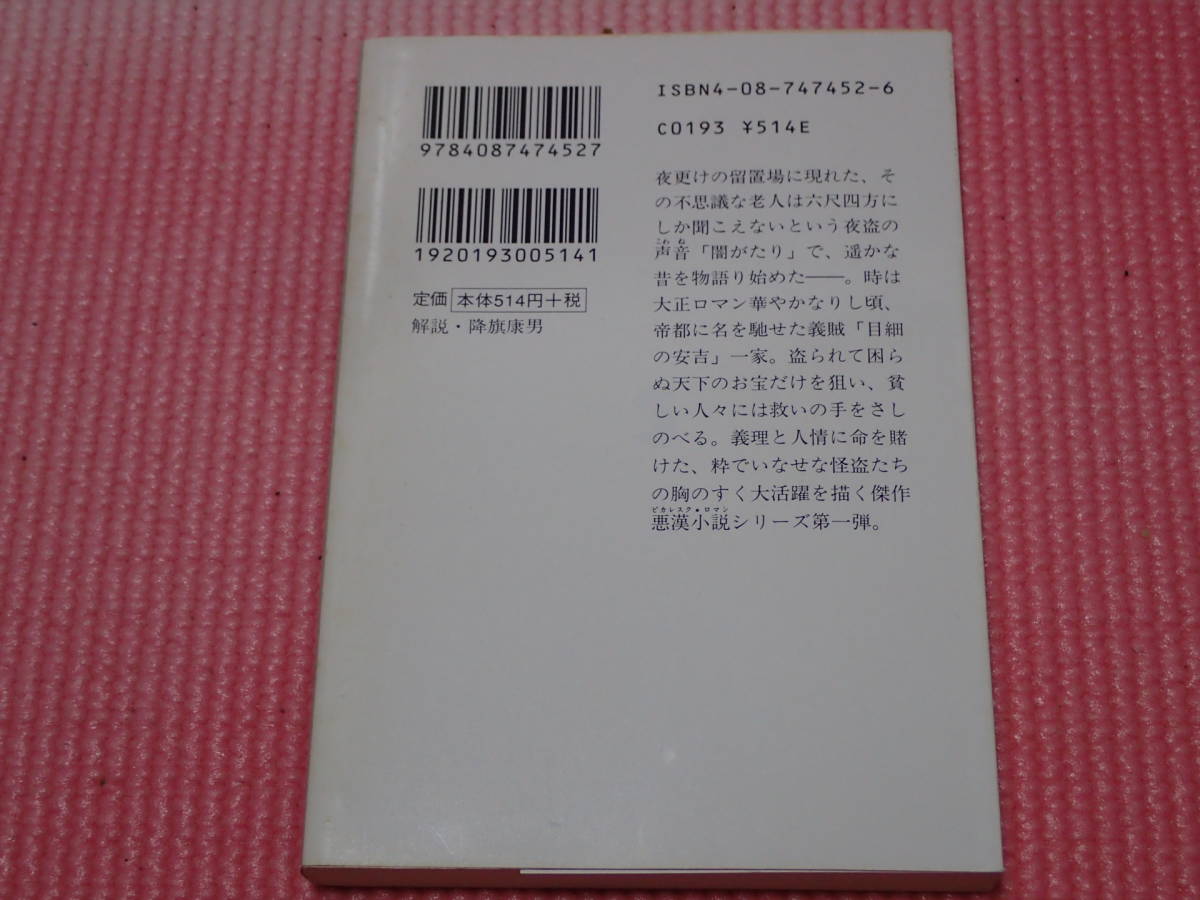 9784087474527
1920193005141
定価 本体514円+税
解説・降旗康男
ISBN4-08-747452-6
C0193 ¥514E
夜更けの留置場に現れた、そ
の不思議な老人は六尺四方に
しか聞こえないという夜盗の
こわね
声音「闇がたり」で、遥かな
昔を物語り始めた――。時は
大正ロマン華やかなりし頃、
帝都に名を馳せた義賊「目細
の安吉」一家。盗られて困ら
ぬ天下のお宝だけを狙い、貧
しい人々には救いの手をさし
のべる。義理と人情に命を賭
けた、粋でいなせな怪盗たち
の胸のすく大活躍を描く傑作
ピカレスク・ロマン
悪漢小説シリーズ第一弾。